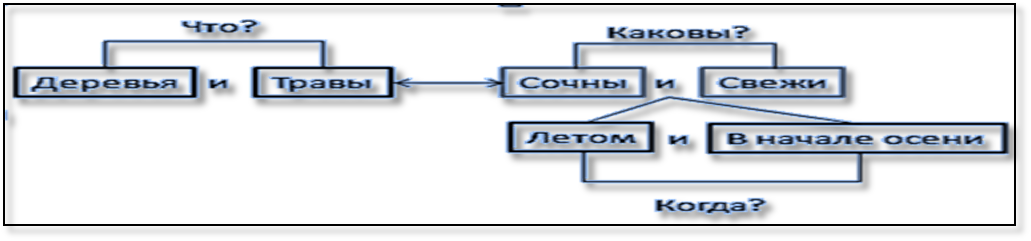 Что? Каковы?
Деревья и Травы Сочны и Свежи
Летом и В начале осени
Когда?